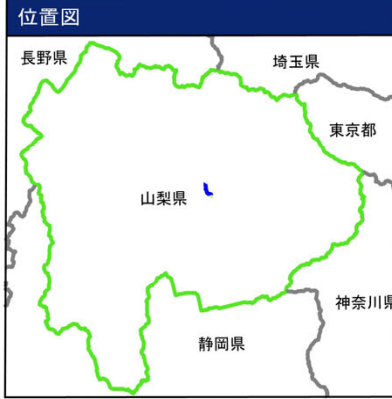 位置図
長野県
埼玉県
東京都
山梨県
神奈川県
静岡県